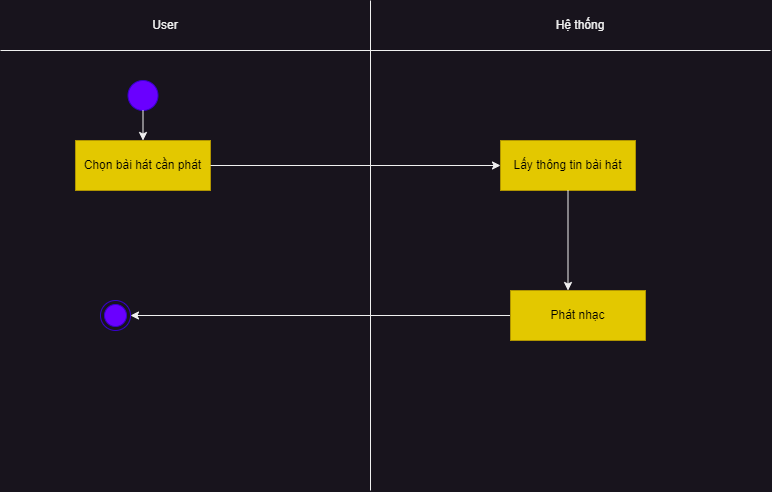 User
Hệ thống
Chọn bài hát cần phát
Lấy thông tin bài hát
Phát nhạc